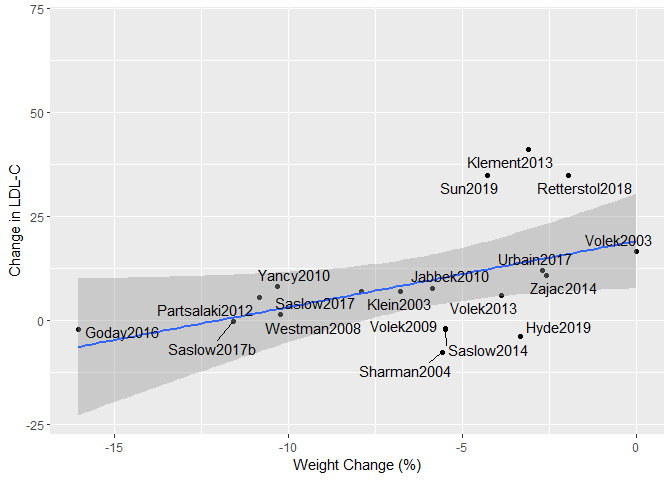 75
50
25
0
-25
Change in LDL-C
Klement2013
Sun2019
Retterstol2018
Volek2003
Urbain2017
Yancy2010
Jabbek2010
Zajac2014
Partsalaki2012
Saslow2017
Klein2003
Volek2013
Goday2016
Westman2008
Volek2009
Hyde2019
Saslow2017b
Saslow2014
Sharman2004
-15
-10
-5
0
Weight Change (%)